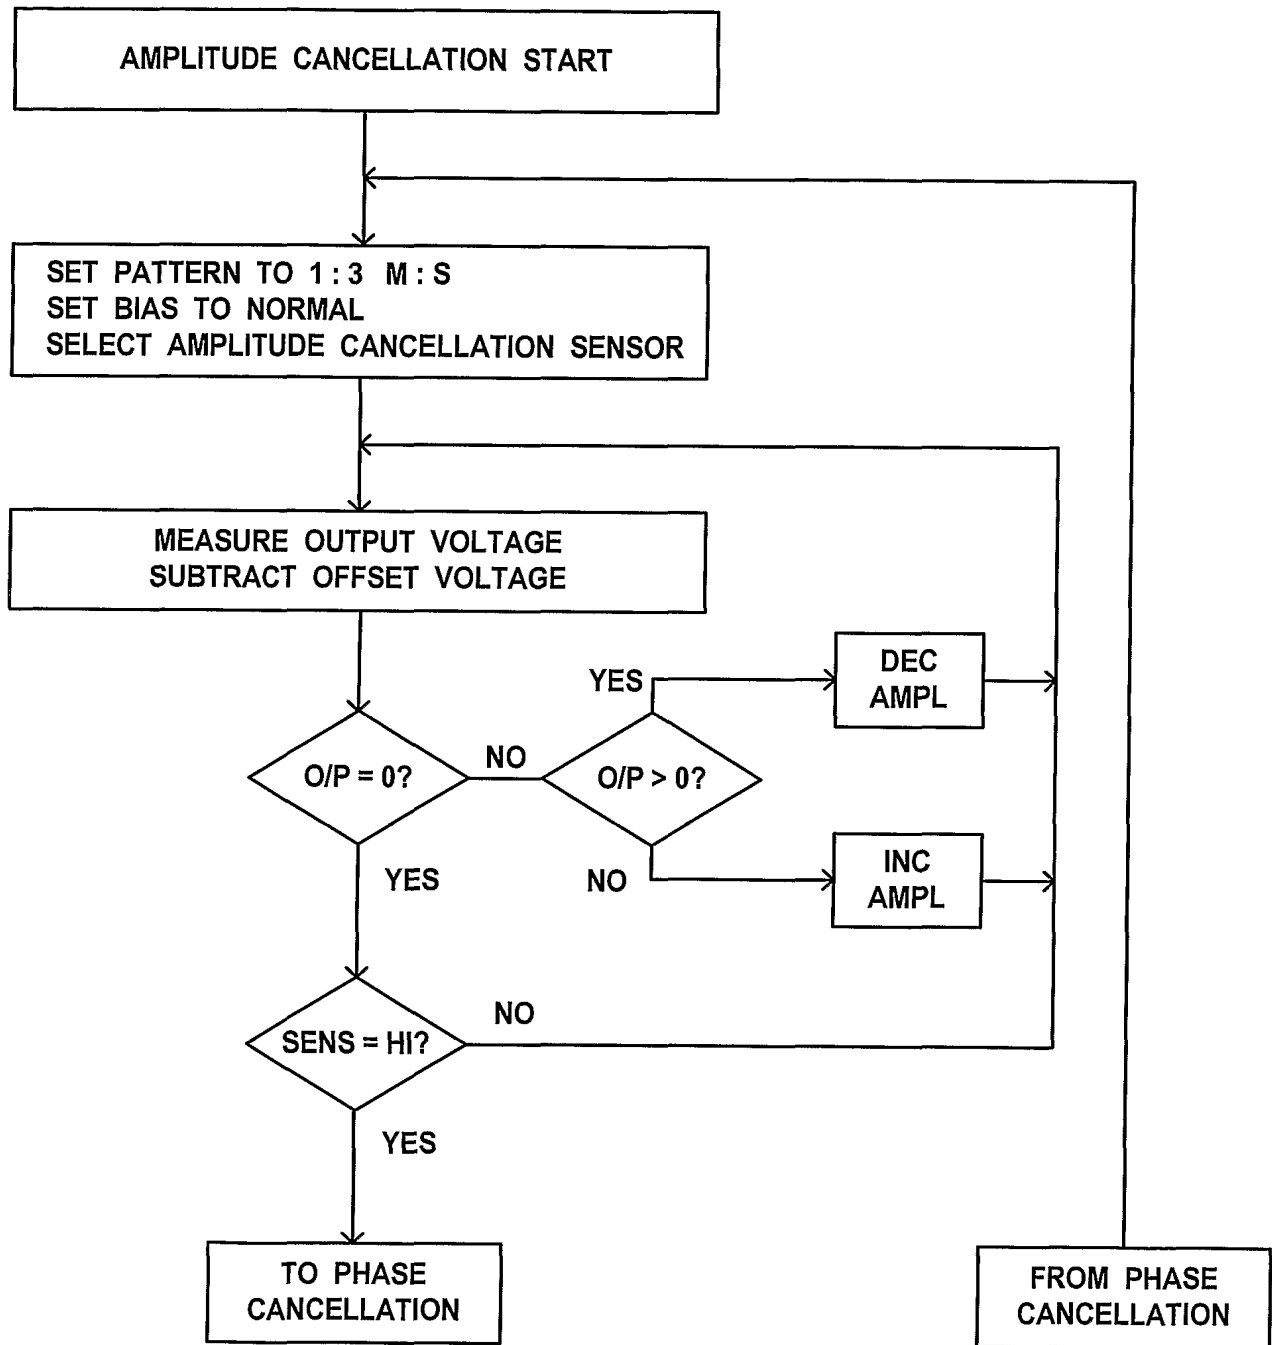 AMPLITUDE CANCELLATION START
SET PATTERN TO 1 : 3 M : S
SET BIAS TO NORMAL
SELECT AMPLITUDE CANCELLATION SENSOR
MEASURE OUTPUT VOLTAGE
SUBTRACT OFFSET VOLTAGE
YES
DEC
AMPL
O/P = 0?
NO
O/P > 0?
YES
NO
INC
AMPL
SENS = HI?
NO
YES
TO PHASE
CANCELLATION
FROM PHASE
CANCELLATION